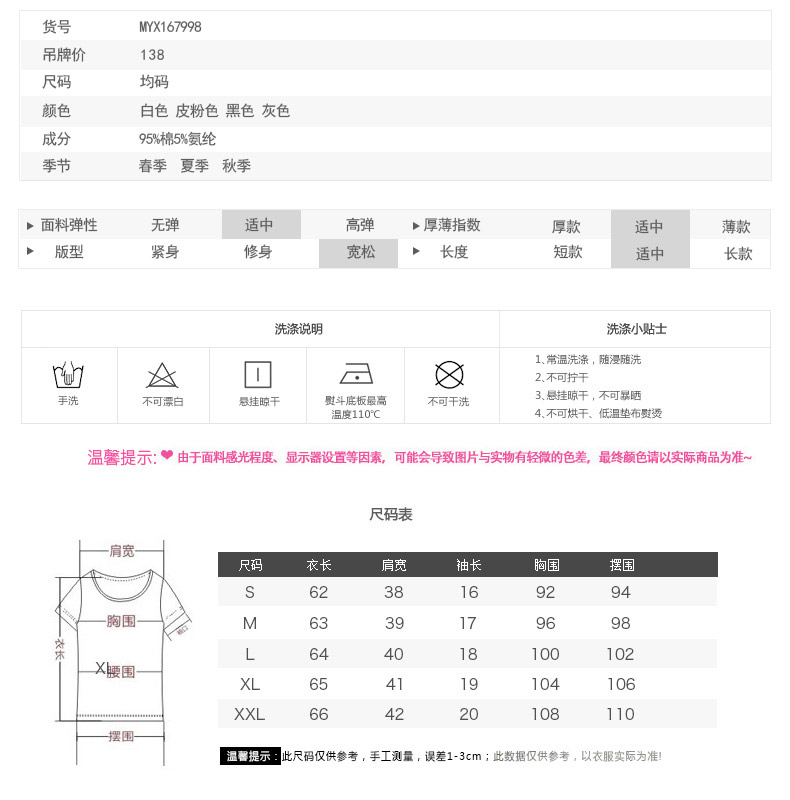 货号 MYX167998
吊牌价 138
尺码 均码
颜色 白色 皮粉色 黑色 灰色
成分 95%棉5%氨纶
季节 春季 夏季 秋季
面料弹性 无弹 适中 高弹 厚薄指数 厚款 适中 薄款
版型 紧身 修身 宽松 长度 短款 适中 长款
洗涤说明 洗涤小贴士
手洗 不可漂白 悬挂晾干 熨斗底板最高 不可干洗
温度110℃
1、常温洗涤，随浸随洗
2、不可拧干
3、悬挂晾干，不可暴晒
4、不可烘干、低温垫布熨烫
温馨提示:❤由于面料感光程度、显示器设置等因素，可能会导致图片与实物有轻微的色差，最终颜色请以实际商品为准~
尺码表
肩宽
胸围
袖口
衣长
XL
腰围
摆围
尺码 衣长 肩宽 袖长 胸围 摆围
S 62 38 16 92 94
M 63 39 17 96 98
L 64 40 18 100 102
XL 65 41 19 104 106
XXL 66 42 20 108 110
温馨提示：此尺码仅供参考，手工测量，误差1-3cm；此数据仅供参考，以衣服实际为准!